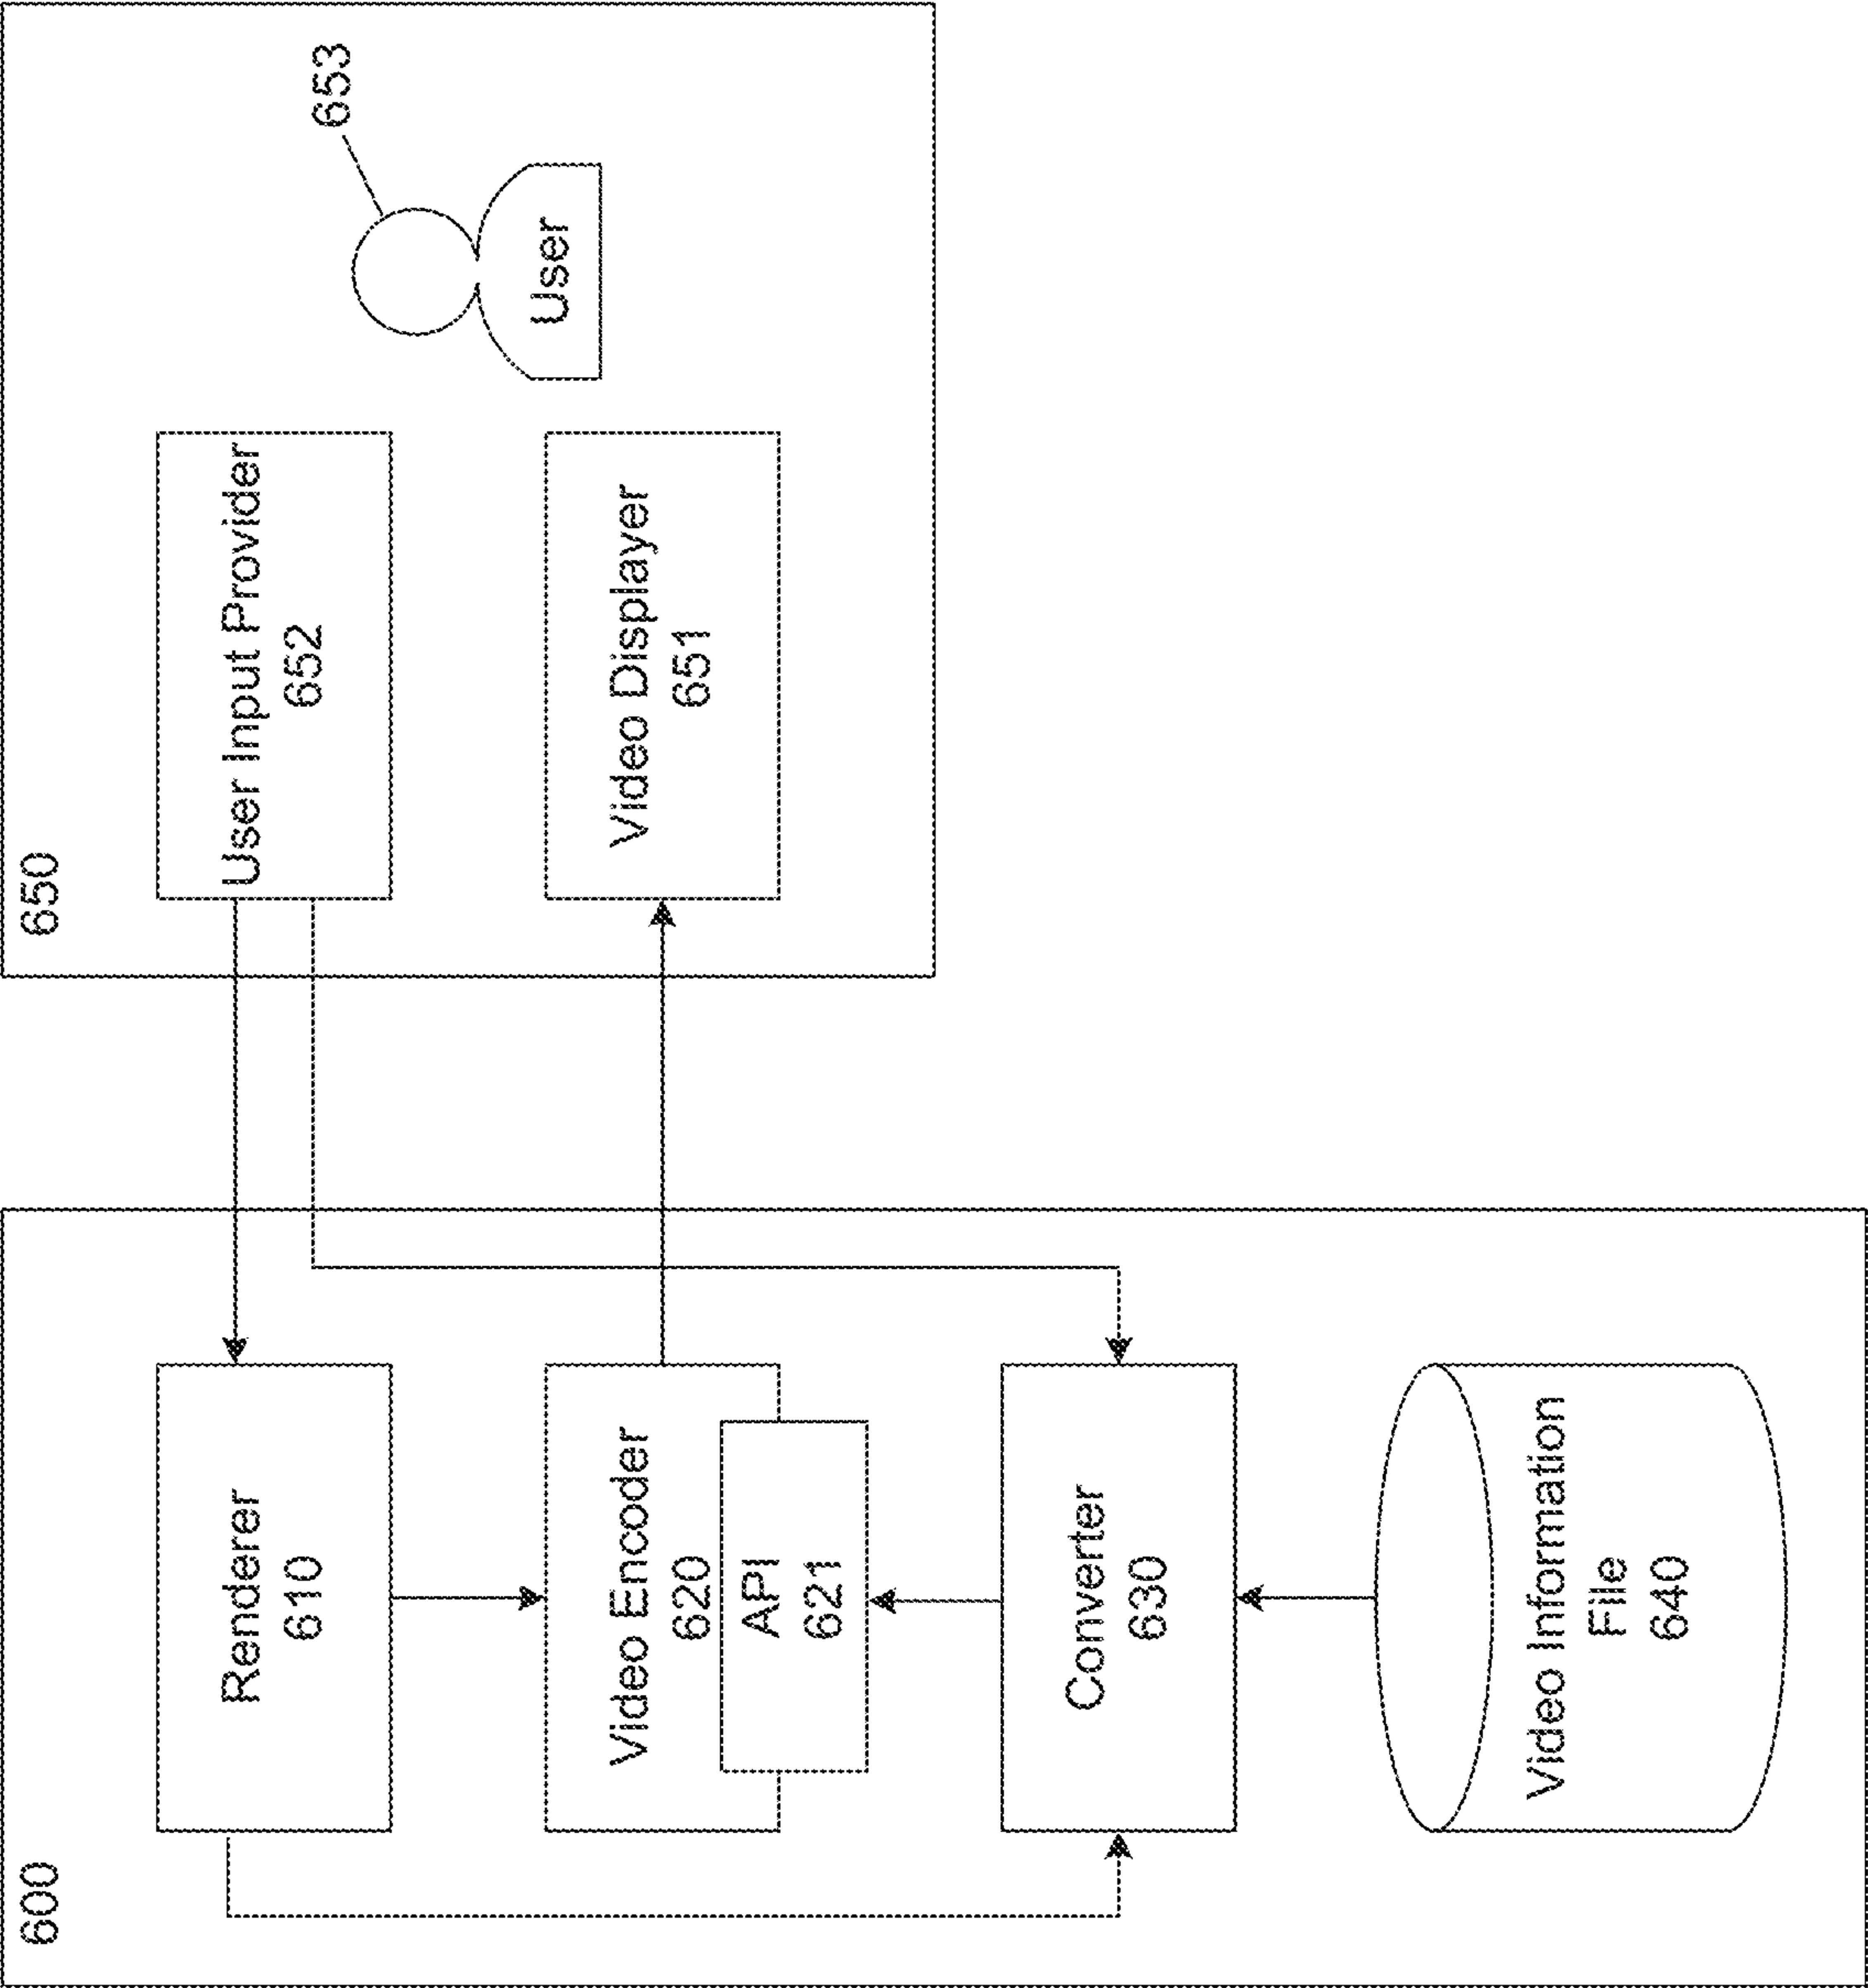 600
Renderer
610
Video Encoder
620
API
621
Converter
630
Video Information
File
640
650
User Input Provider
652
Video Displayer
651
User
653